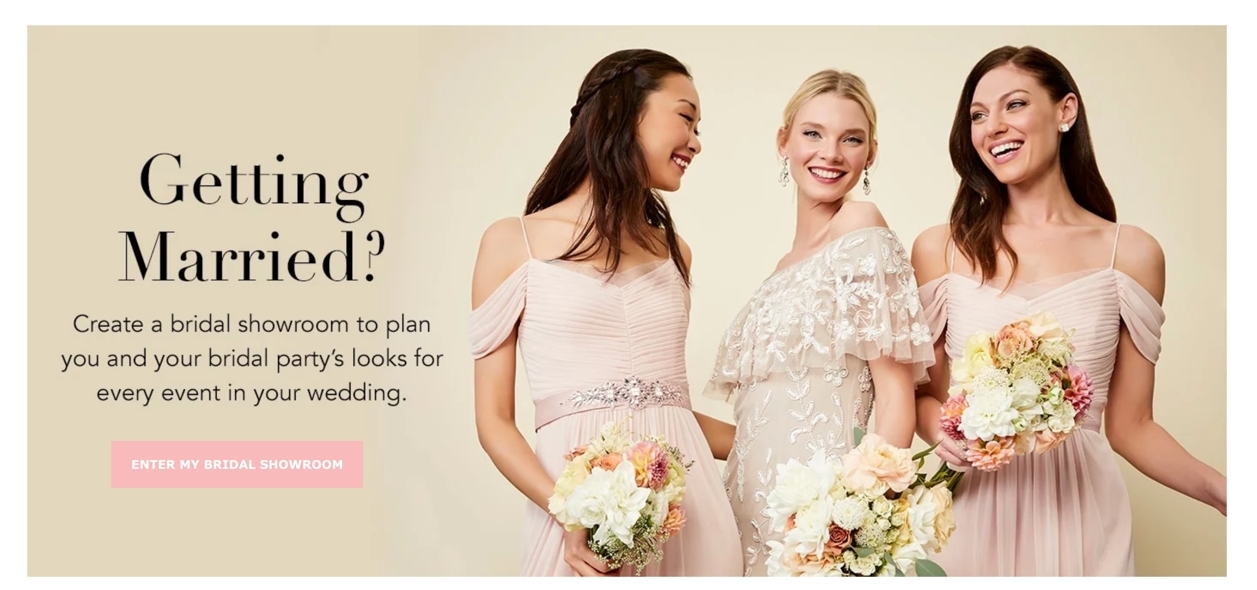 Getting
Married?
Create a bridal showroom to plan
you and your bridal party's looks for
every event in your wedding.
ENTER MY BRIDAL SHOWROOM